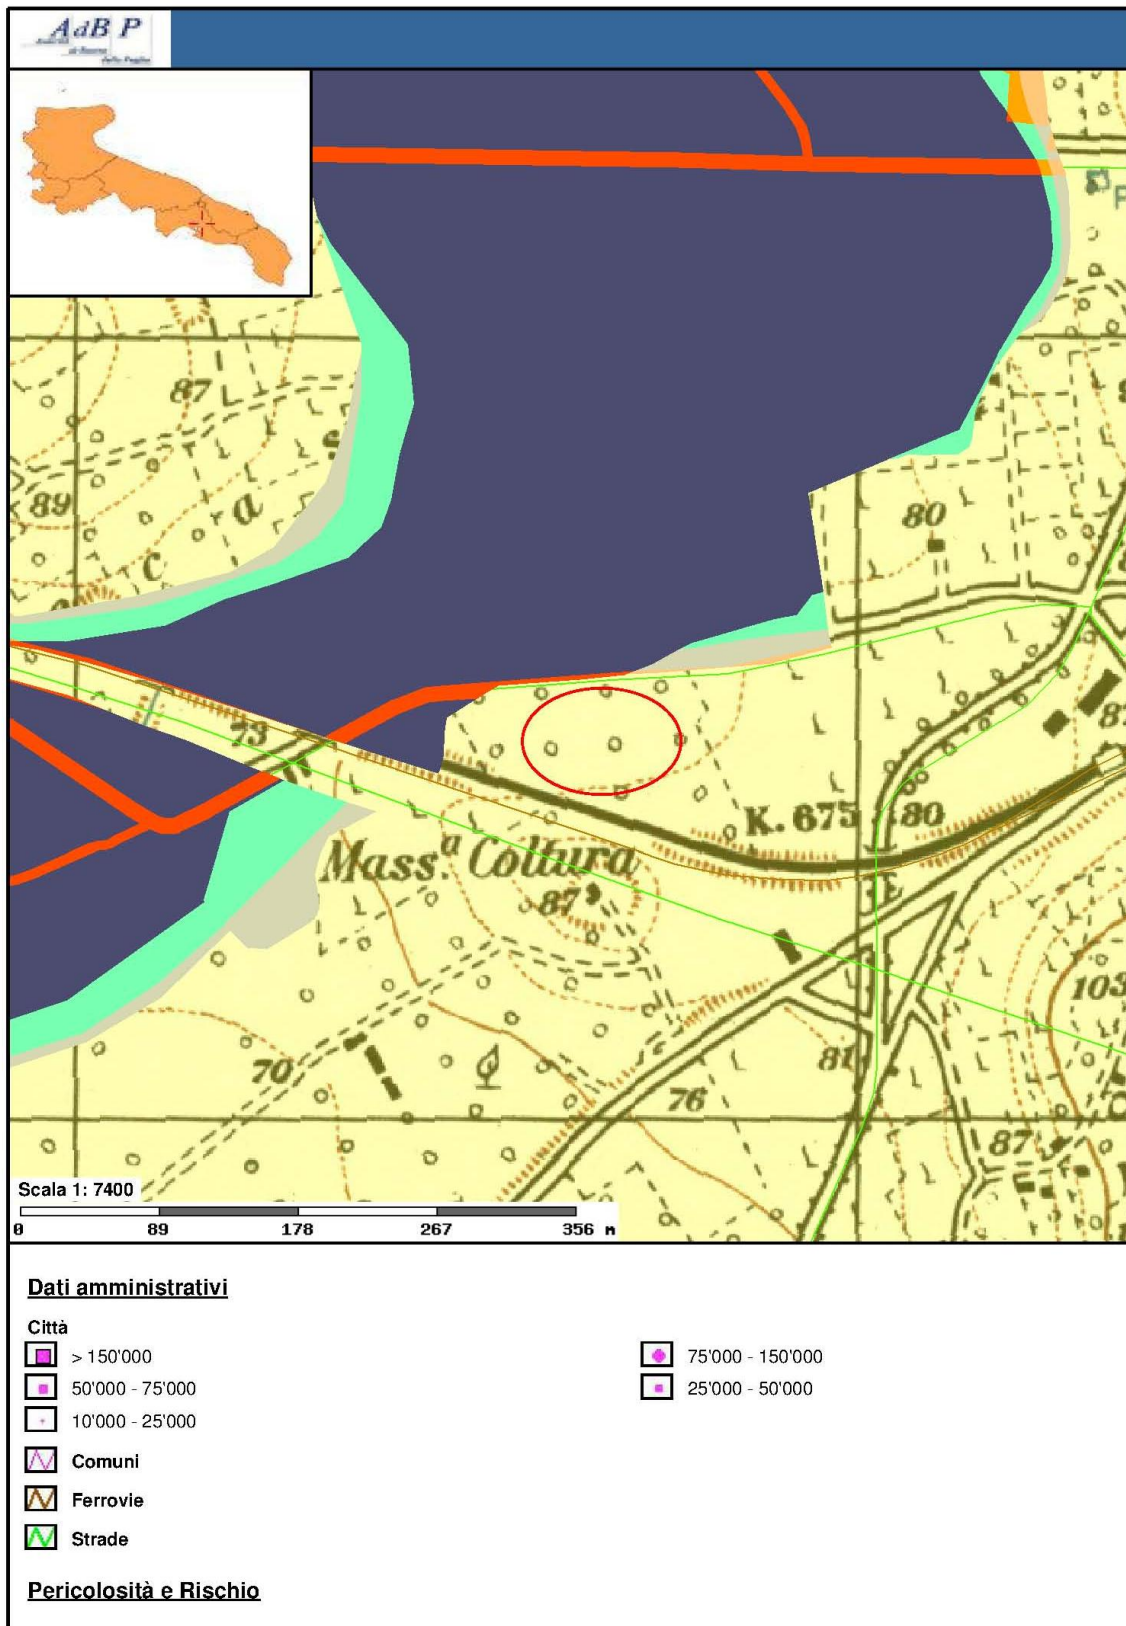 AdB P
87
89
a
c
80
73
K. 675
80
Mass.ª Coltura
87
103
70
81
76
87
Scala 1: 7400
0 89 178 267 356 m
Dati amministrativi
Città
> 150'000
75'000 - 150'000
50'000 - 75'000
25'000 - 50'000
10'000 - 25'000
Comuni
Ferrovie
Strade
Pericolosità e Rischio